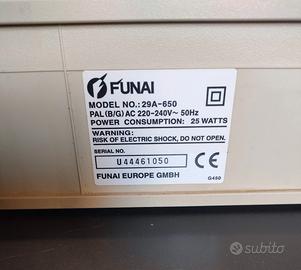 FUNAI
MODEL NO.: 29A-650
PAL(B/G) AC 220-240V~ 50Hz
POWER CONSUMPTION: 25 WATTS
WARNING:
RISK OF ELECTRIC SHOCK, DO NOT OPEN.
SERIAL NO.
U44461050
CE
FUNAI EUROPE GMBH
G450
subito